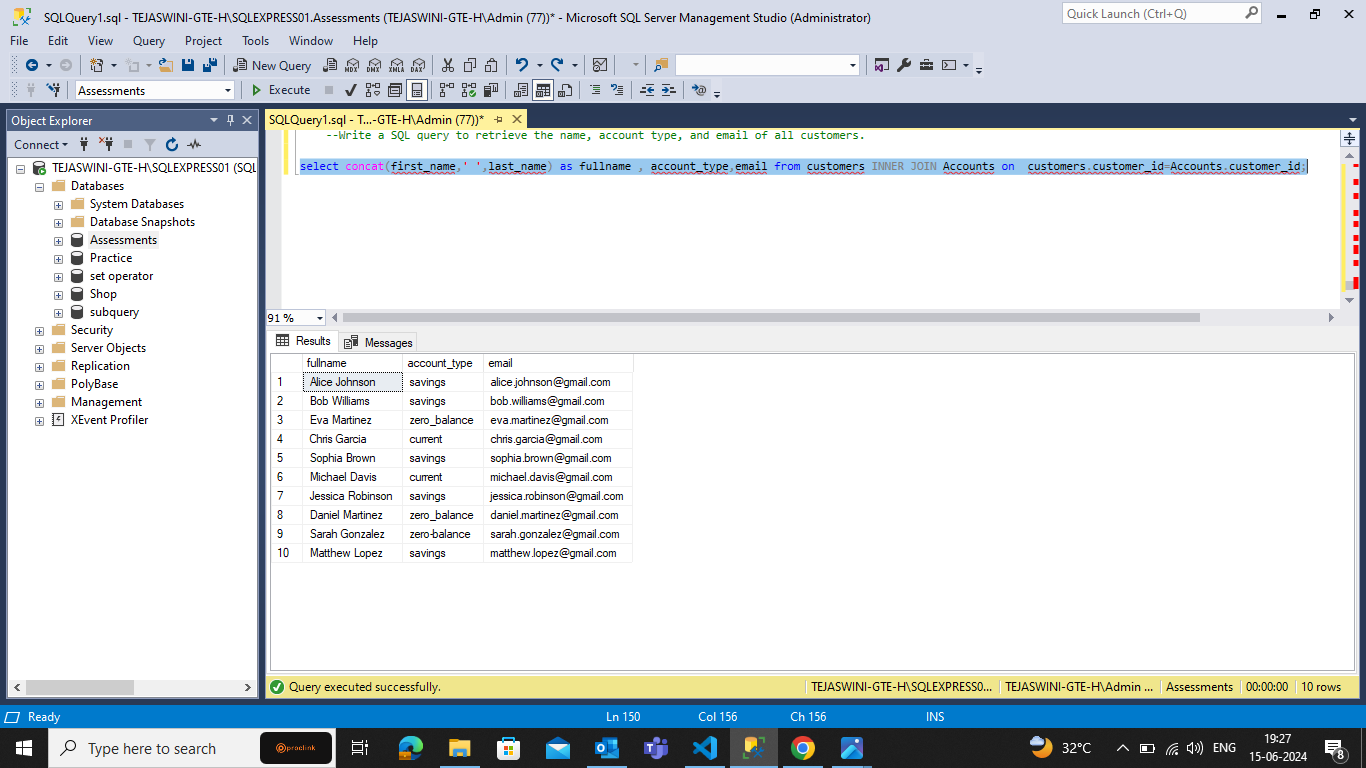 SQLQuery1.sql - TEJASWINI-GTE-H\SQLEXPRESS01.Assessments (TEJASWINI-GTE-H\Admin (77))* - Microsoft SQL Server Management Studio (Administrator)
Quick Launch (Ctrl+Q)
File Edit View Query Project Tools Window Help
New Query MDX DMX XMLA DAX
Assessments Execute
Object Explorer
SQLQuery1.sql - T...-GTE-H\Admin (77))*
Connect
TEJASWINI-GTE-H\SQLEXPRESS01 (SQL
Databases
System Databases
Database Snapshots
Assessments
Practice
set operator
Shop
subquery
Security
Server Objects
Replication
PolyBase
Management
XEvent Profiler
--Write a SQL query to retrieve the name, account type, and email of all customers.
select concat(first_name,' ',last_name) as fullname , account_type,email from customers INNER JOIN Accounts on customers.customer_id=Accounts.customer_id;
91 %
Results Messages
fullname account_type email
1 Alice Johnson savings alice.johnson@gmail.com
2 Bob Williams savings bob.williams@gmail.com
3 Eva Martinez zero_balance eva.martinez@gmail.com
4 Chris Garcia current chris.garcia@gmail.com
5 Sophia Brown savings sophia.brown@gmail.com
6 Michael Davis current michael.davis@gmail.com
7 Jessica Robinson savings jessica.robinson@gmail.com
8 Daniel Martinez zero_balance daniel.martinez@gmail.com
9 Sarah Gonzalez zero-balance sarah.gonzalez@gmail.com
10 Matthew Lopez savings matthew.lopez@gmail.com
Query executed successfully. TEJASWINI-GTE-H\SQLEXPRESS0... TEJASWINI-GTE-H\Admin ... Assessments 00:00:00 10 rows
Ready Ln 150 Col 156 Ch 156 INS
Type here to search
proclink
32°C
ENG
19:27
15-06-2024
8